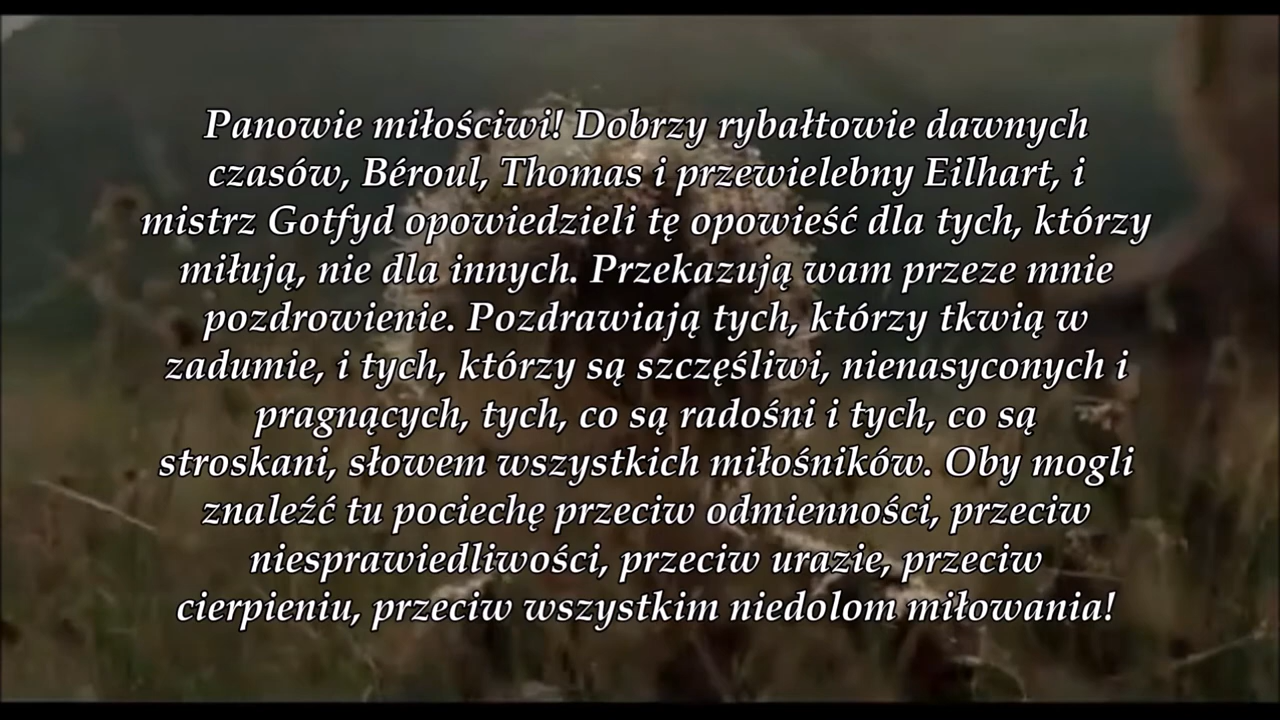 Panowie miłościwi! Dobrzy rybałtowie dawnych
czasów, Béroul, Thomas i przewielebny Eilhart, i
mistrz Gotfyd opowiedzieli tę opowieść dla tych, którzy
miłują, nie dla innych. Przekazują wam przeze mnie
pozdrowienie. Pozdrawiają tych, którzy tkwią w
zadumie, i tych, którzy są szczęśliwi, nienasyconych i
pragnących, tych, co są radośni i tych, co są
stroskani, słowem wszystkich miłośników. Oby mogli
znaleźć tu pociechę przeciw odmienności, przeciw
niesprawiedliwości, przeciw urazie, przeciw
cierpieniu, przeciw wszystkim niedolom miłowania!